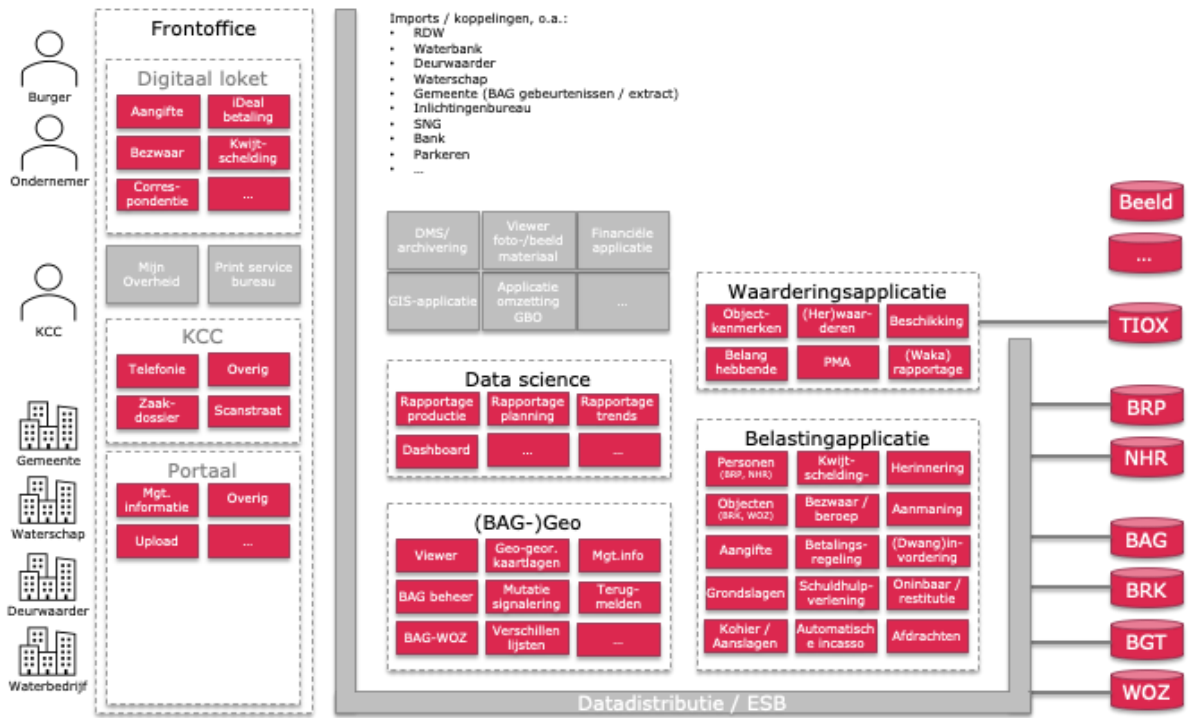 Burger
Ondernemer
KCC
Gemeente
Waterschap
Deurwaarder
Waterbedrijf
Frontoffice
Digitaal loket
Aangifte
iDeal
betaling
Bezwaar
Kwijt-
schelding
Corres-
pondentie
...
Mijn
Overheid
Print service
bureau
KCC
Telefonie
Overig
Zaak-
dossier
Scanstraat
Portaal
Mgt.
informatie
Overig
Upload
...
Imports / koppelingen, o.a.:
• RDW
• Waterbank
• Deurwaarder
• Waterschap
• Gemeente (BAG gebeurtenissen / extract)
• Inlichtingenbureau
• SNG
• Bank
• Parkeren
• ...
DMS/
archivering
Viewer
foto-/beeld
materiaal
Financiële
applicatie
GIS-applicatie
Applicatie
omzetting
GBO
...
Data science
Rapportage
productie
Rapportage
planning
Rapportage
trends
Dashboard
...
...
(BAG-)Geo
Viewer
Geo-geor.
kaartlagen
Mgt.info
BAG beheer
Mutatie
signalering
Terug-
melden
BAG-WOZ
Verschillen
lijsten
...
Waarderingsapplicatie
Object-
kenmerken
(Her)waar-
deren
Beschikking
Belang
hebbende
PMA
(Waka)
rapportage
Belastingapplicatie
Personen
(BRP, NHR)
Kwijt-
schelding-
Herinnering
Objecten
(BRK, WOZ)
Bezwaar /
beroep
Aanmaning
Aangifte
Betalings-
regeling
(Dwang)in-
vordering
Grondslagen
Schuldhulp-
verlening
Oninbaar /
restitutie
Kohier /
Aanslagen
Automatisch
e incasso
Afdrachten
Datadistributie / ESB
Beeld
...
TIOX
BRP
NHR
BAG
BRK
BGT
WOZ